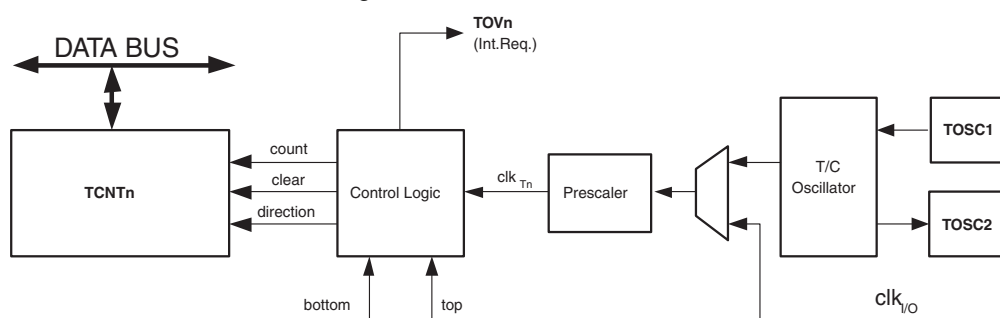 TOVn
(Int.Req.)
DATA BUS
TCNTn
count
clear
direction
Control Logic
clk Tn
Prescaler
T/C
Oscillator
TOSC1
TOSC2
bottom
top
clk I/O